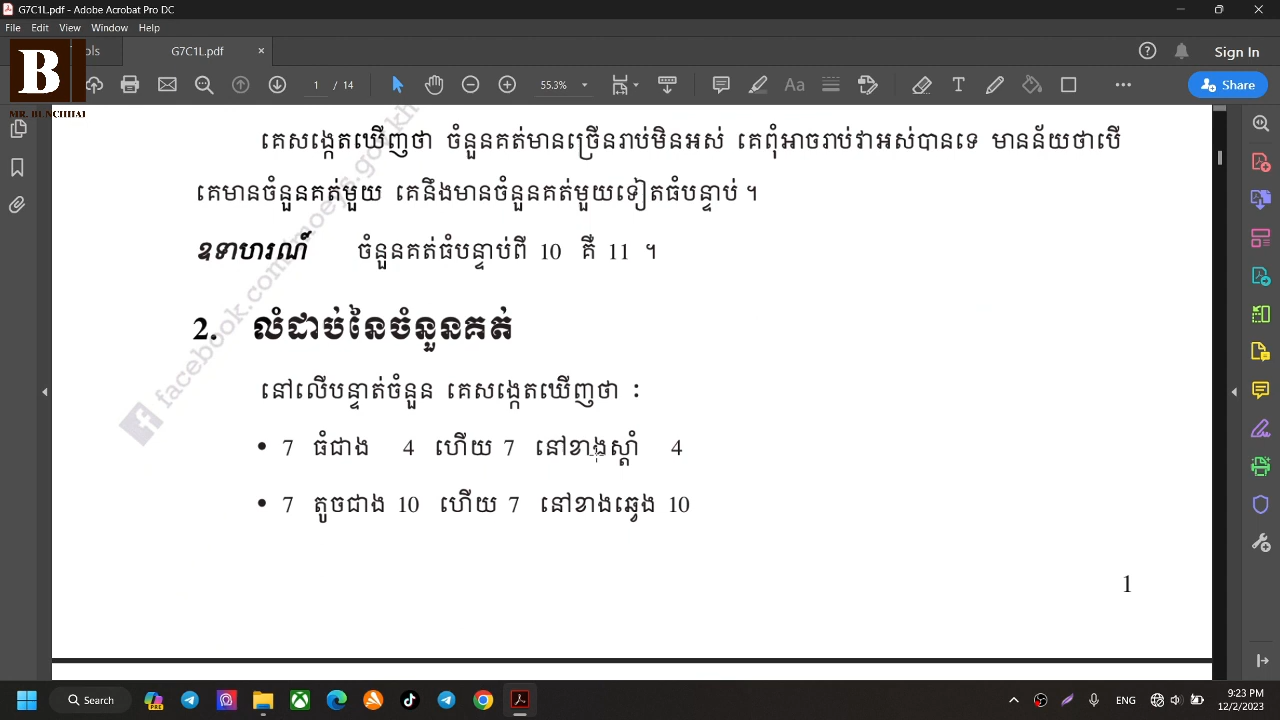 G7C1L.pdf - Adobe Acrobat Pro DC
File Edit View Window Help
ols G7C1L.pdf × Sign In
B
MR. BUNCHHAI
1 / 14 55.3% Share
គេសង្កេតឃើញថា ចំនួនគត់មានច្រើនរាប់មិនអស់ គេពុំអាចរាប់វាអស់បានទេ មានន័យថាបើ
គេមានចំនួនគត់មួយ គេនឹងមានចំនួនគត់មួយទៀតធំបន្ទាប់ ។
ឧទាហរណ៍ ចំនួនគត់ធំបន្ទាប់ពី 10 គឺ 11 ។
2. លំដាប់នៃចំនួនគត់
នៅលើបន្ទាត់ចំនួន គេសង្កេតឃើញថា ៖
• 7 ធំជាង 4 ហើយ 7 នៅខាងស្ដាំ 4
• 7 តូចជាង 10 ហើយ 7 នៅខាងឆ្វេង 10
1
Search ENG 9:23 PM
12/2/2023